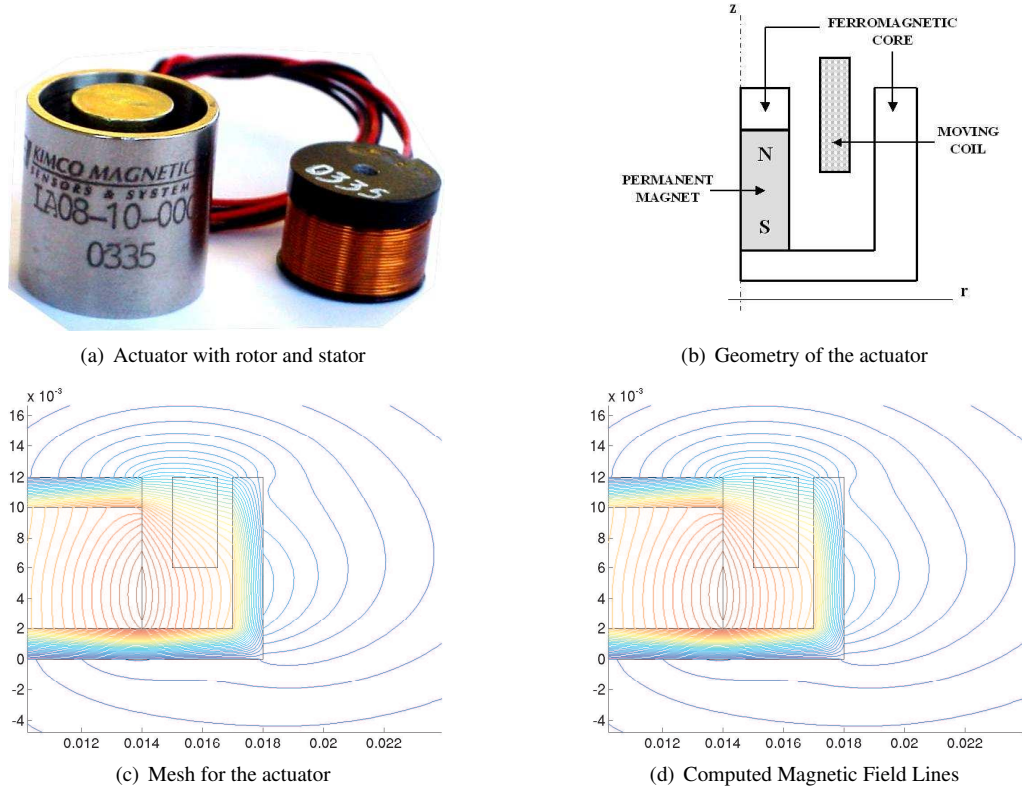 KIMCO MAGNETIC
SENSORS & SYSTEM
LA08-10-000
0335
0335
(a) Actuator with rotor and stator
z
FERROMAGNETIC
CORE
N
PERMANENT
MAGNET
S
MOVING
COIL
r
(b) Geometry of the actuator
x 10⁻³
16
14
12
10
8
6
4
2
0
-2
-4
0.012 0.014 0.016 0.018 0.02 0.022
(c) Mesh for the actuator
x 10⁻³
16
14
12
10
8
6
4
2
0
-2
-4
0.012 0.014 0.016 0.018 0.02 0.022
(d) Computed Magnetic Field Lines